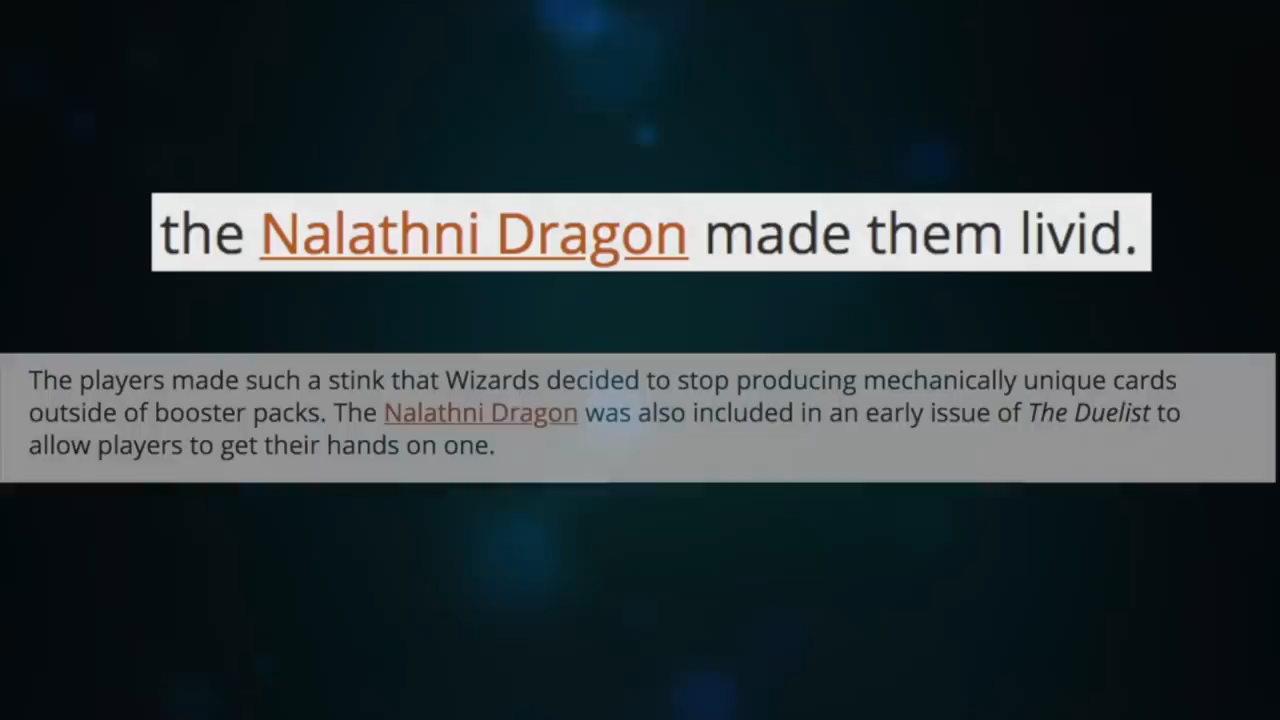 the Nalathni Dragon made them livid.
The players made such a stink that Wizards decided to stop producing mechanically unique cards
outside of booster packs. The Nalathni Dragon was also included in an early issue of The Duelist to
allow players to get their hands on one.